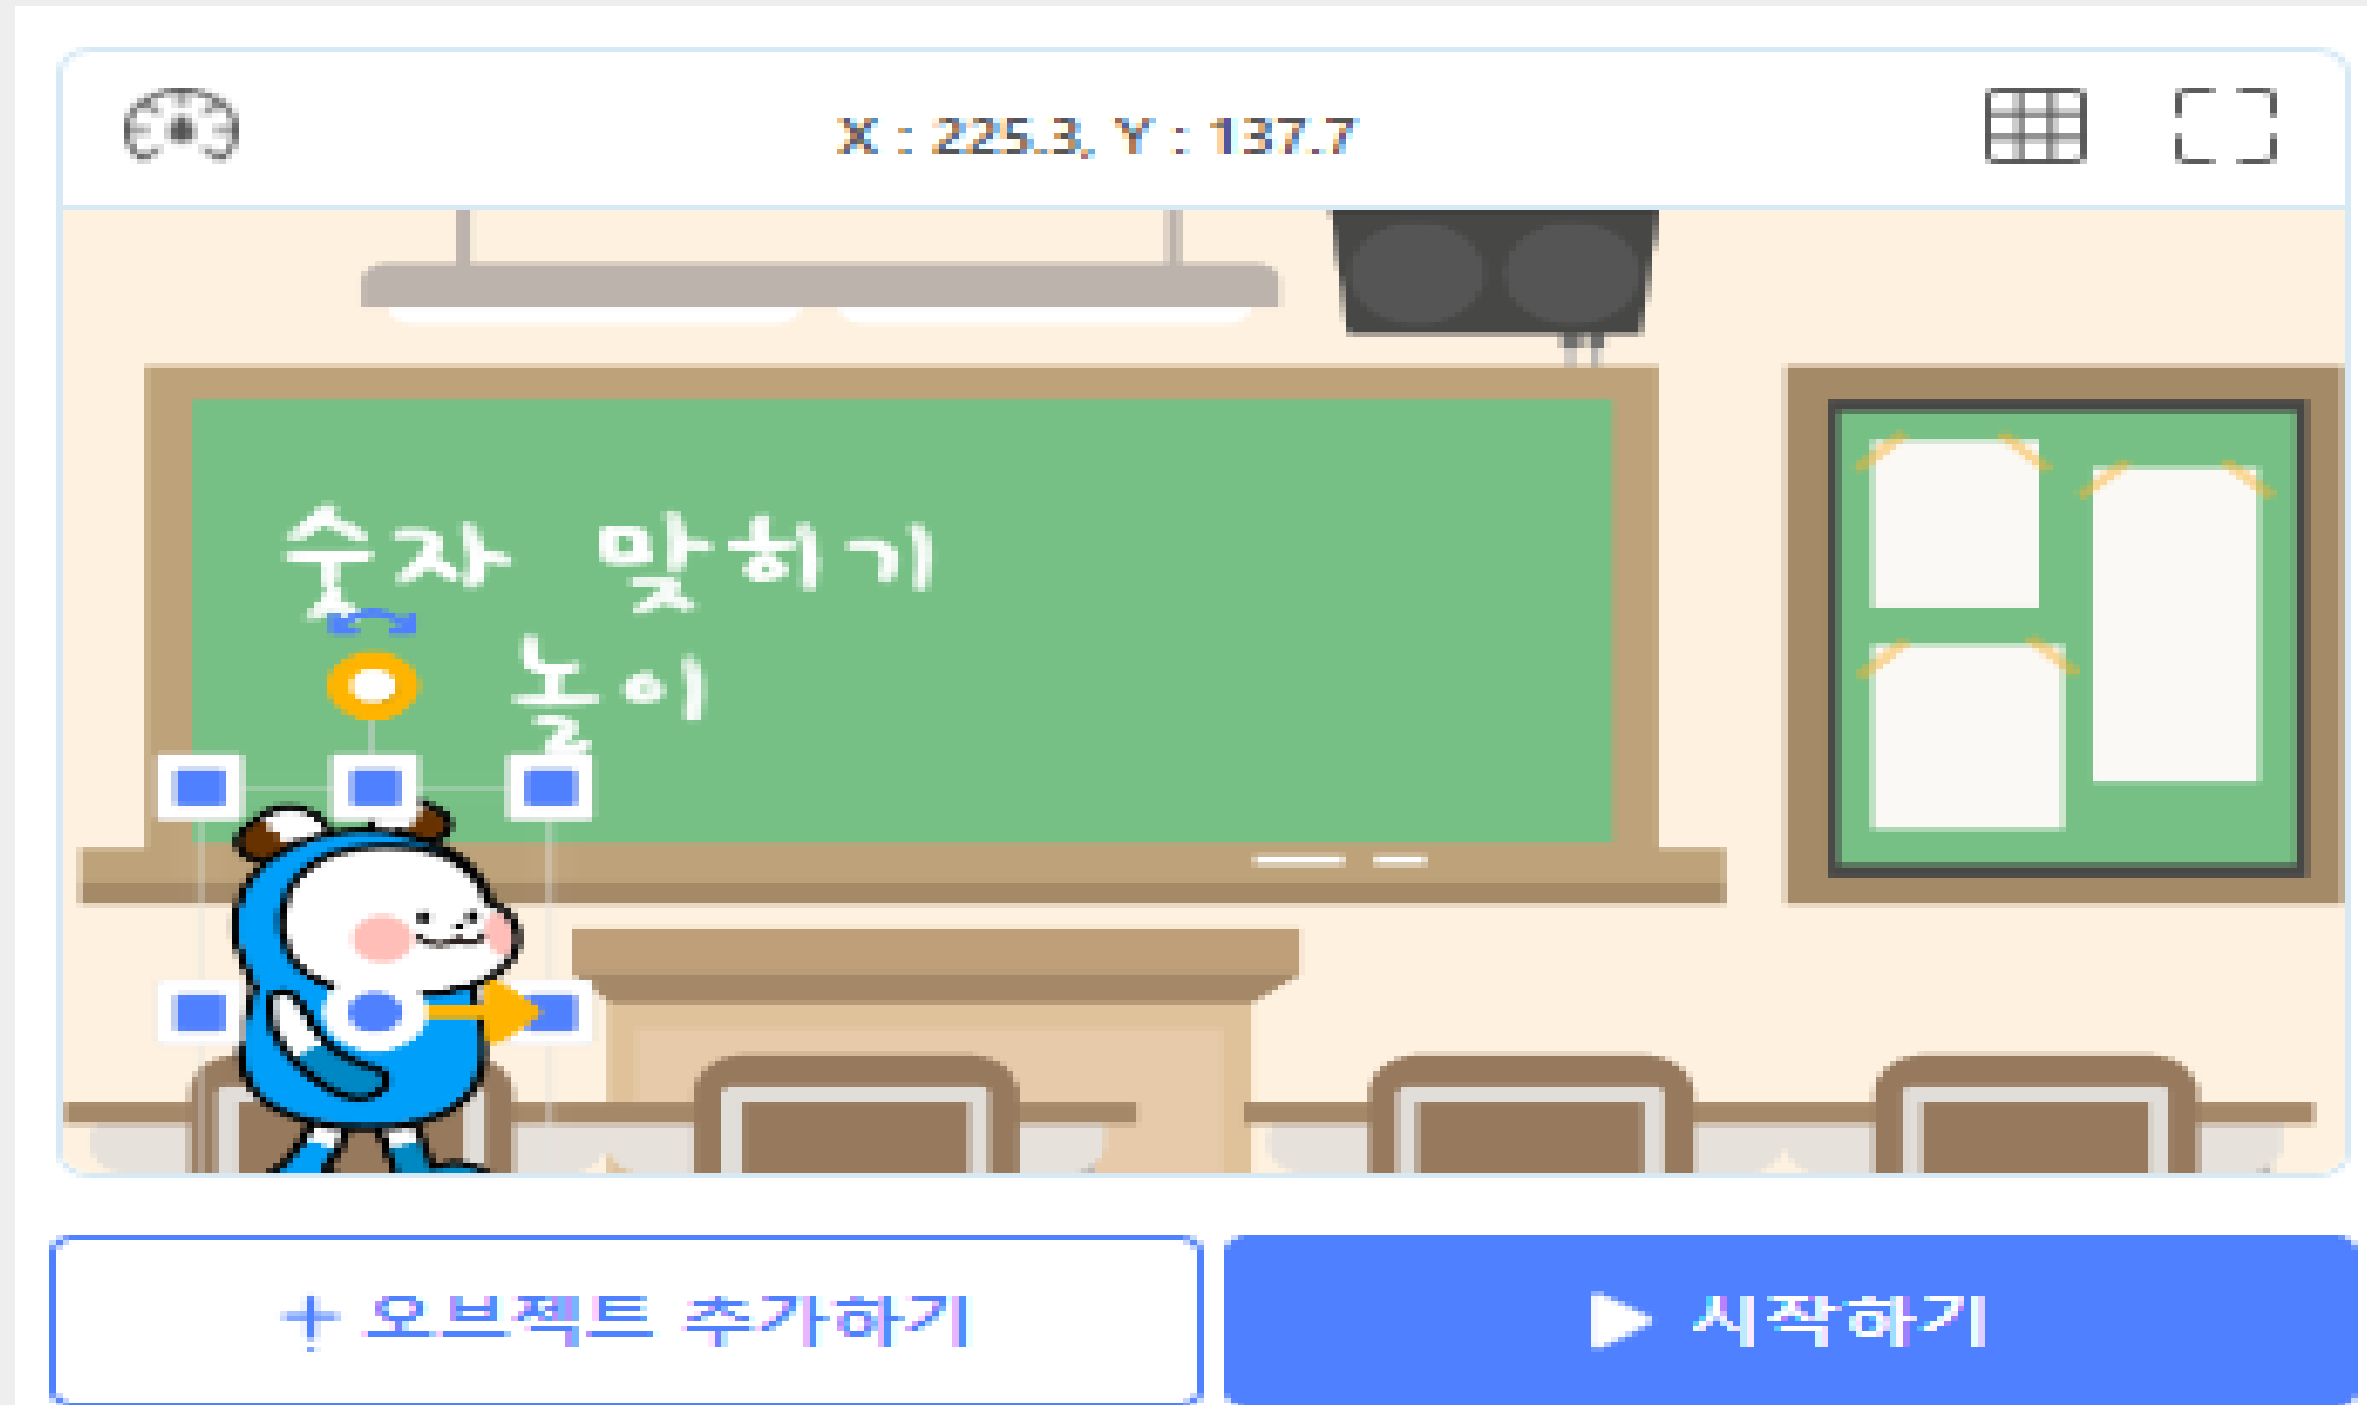 X : 225.3, Y : 137.7
숫자 맞히기
놀이
+ 오브젝트 추가하기
▶ 시작하기